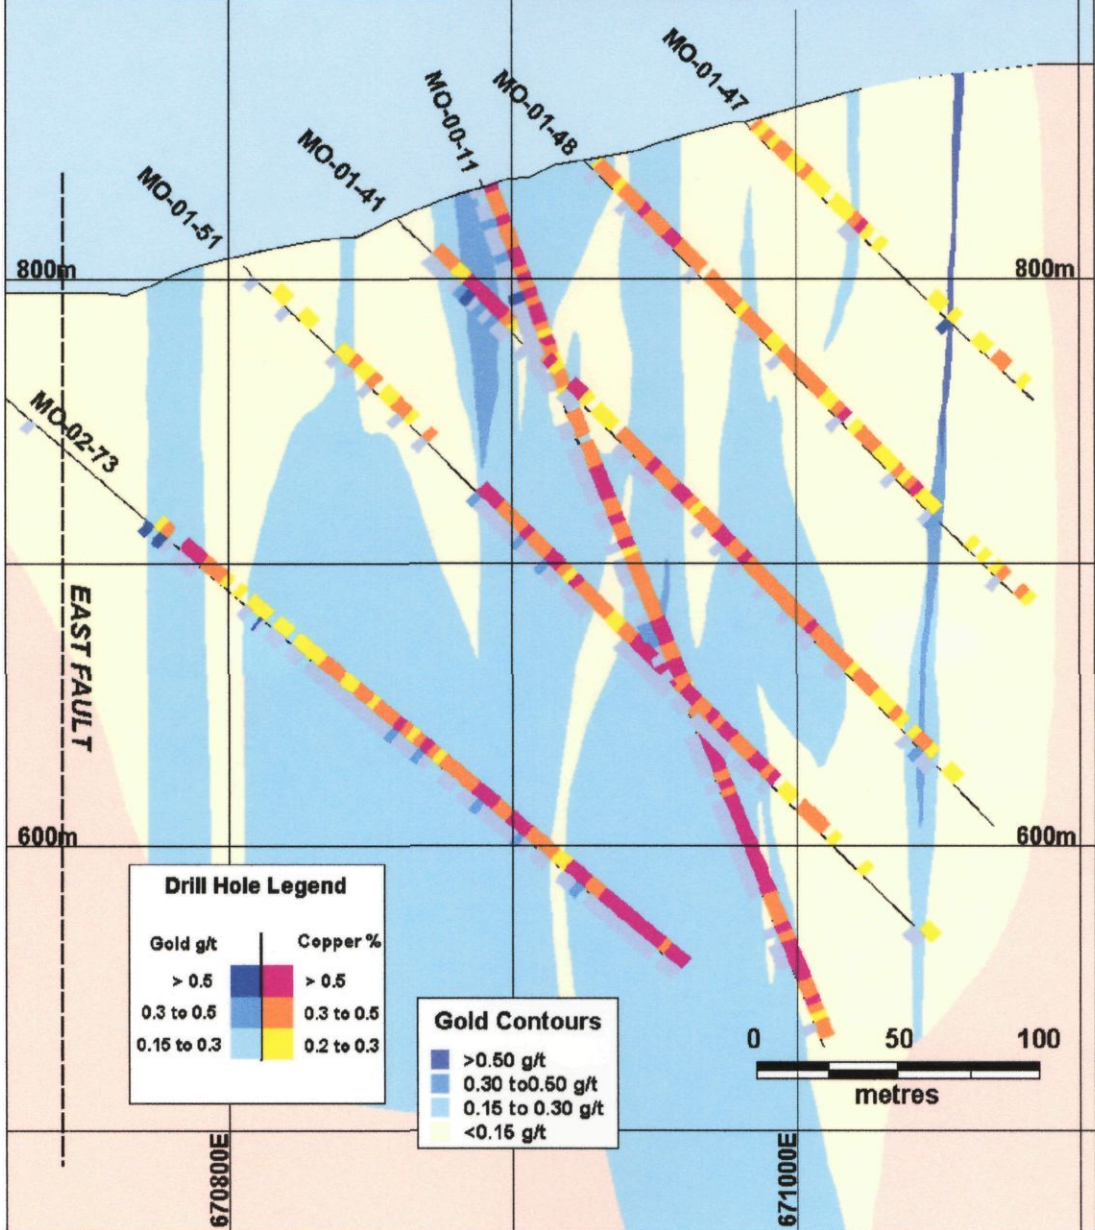 MO-01-47
MO-01-48
MO-00-11
MO-01-41
MO-01-51
800m
800m
MO-02-73
EAST FAULT
600m
600m
Drill Hole Legend
Gold g/t
Copper %
> 0.5
> 0.5
0.3 to 0.5
0.3 to 0.5
0.15 to 0.3
0.2 to 0.3
Gold Contours
>0.50 g/t
0.30 to0.50 g/t
0.15 to 0.30 g/t
<0.15 g/t
0 50 100
metres
670800E
671000E